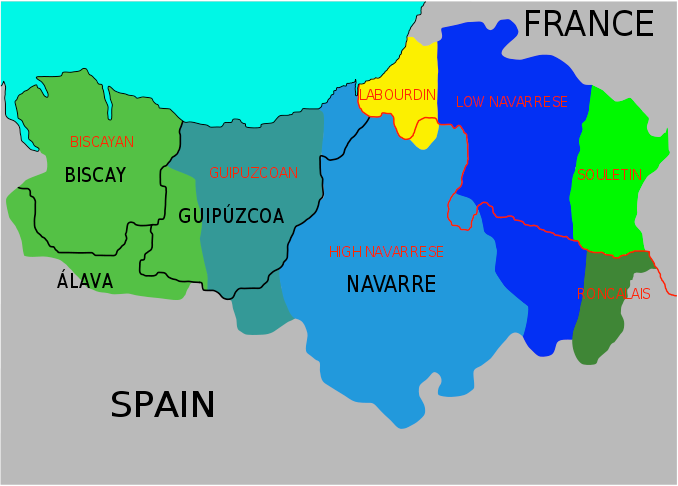 FRANCE
LABOURDIN
LOW NAVARRESE
BISCAYAN
BISCAY
GUIPUZCOAN
SOULETIN
GUIPÚZCOA
HIGH NAVARRESE
ÁLAVA
NAVARRE
RONCALAIS
SPAIN